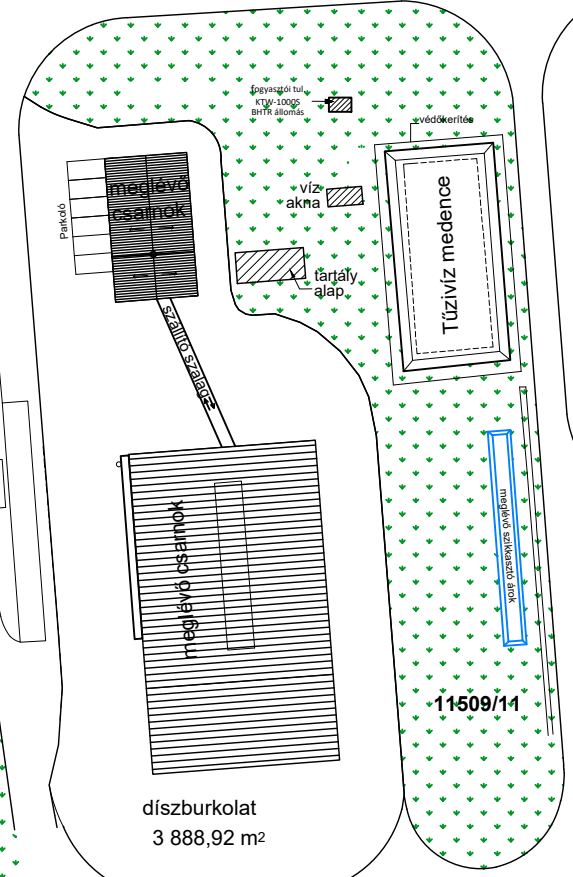 fogyasztói tul.
KTW-1000S
BHTR állomás
védőkerítés
meglévő
csarnok
Parkoló
víz
akna
Tűzivíz medence
tartály
alap
szállító szalag
meglévő csarnok
meglévő szikkasztó árok
11509/11
díszburkolat
3 888,92 m²